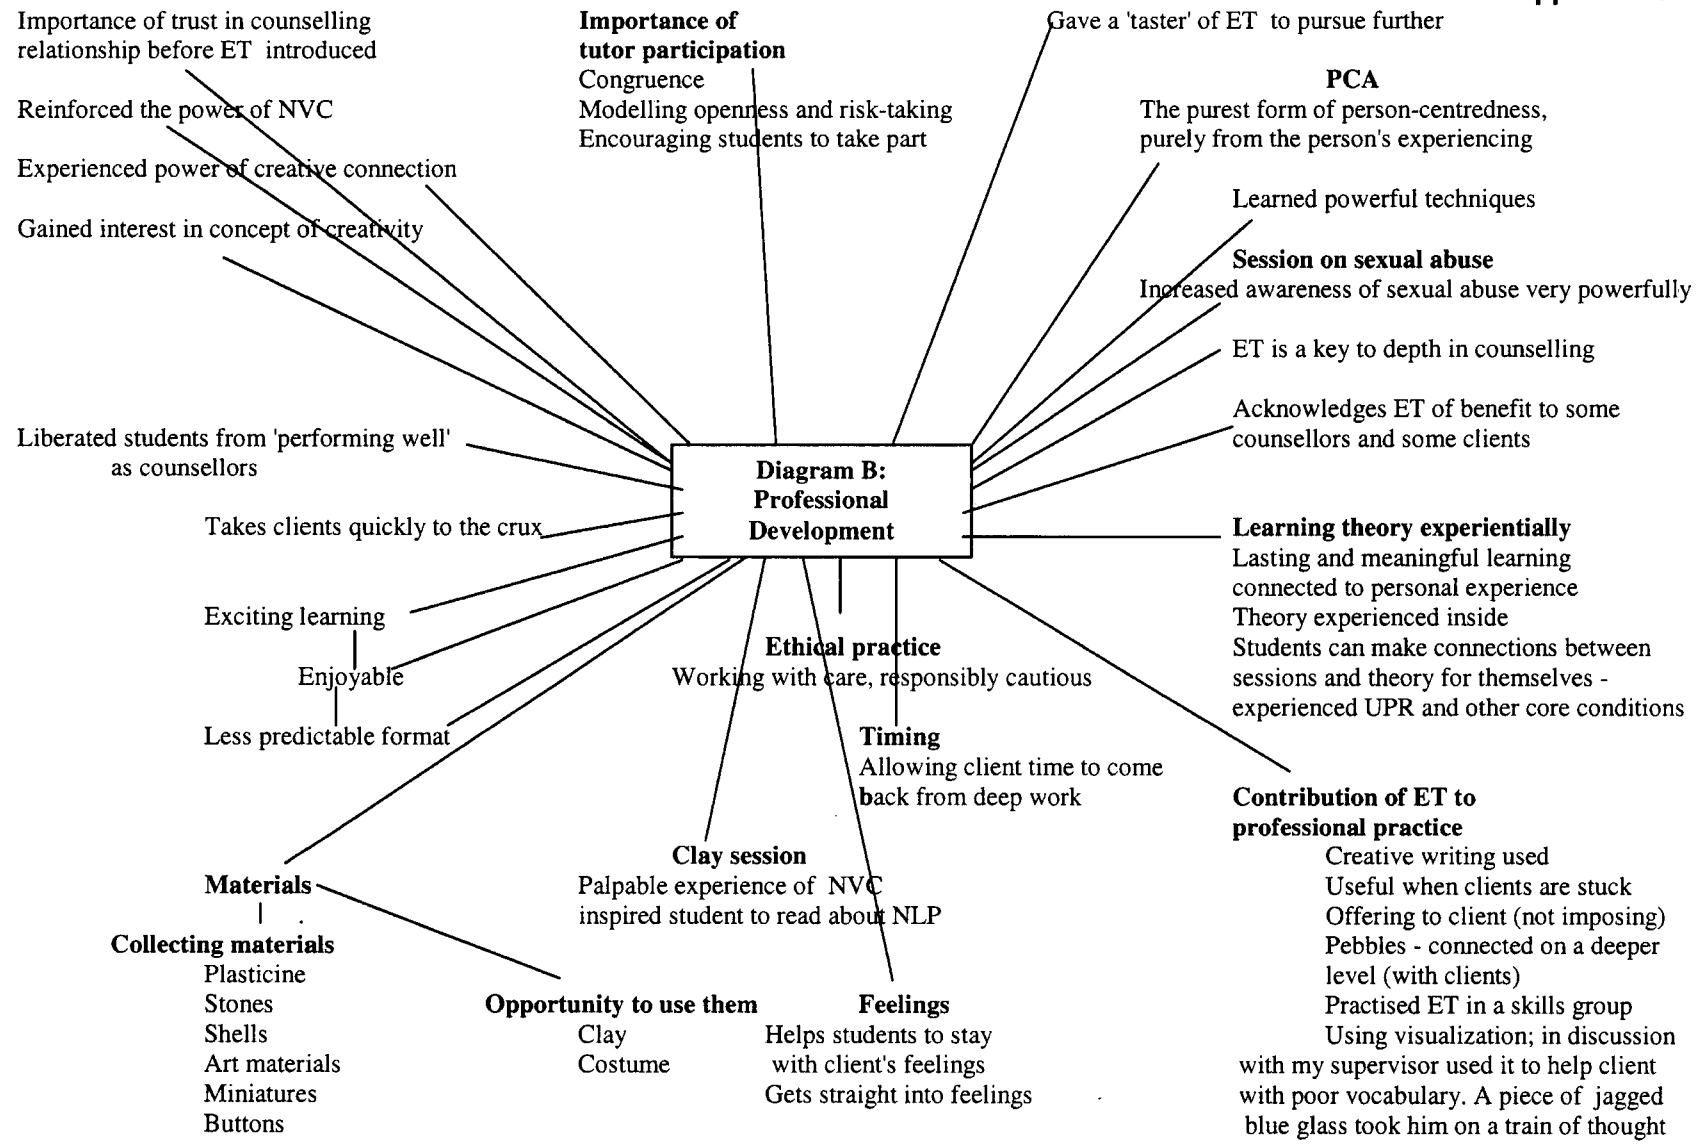 Importance of trust in counselling
relationship before ET introduced
Reinforced the power of NVC
Experienced power of creative connection
Gained interest in concept of creativity
Importance of
tutor participation
Congruence
Modelling openness and risk-taking
Encouraging students to take part
Gave a 'taster' of ET to pursue further
PCA
The purest form of person-centredness,
purely from the person's experiencing
Learned powerful techniques
Session on sexual abuse
Increased awareness of sexual abuse very powerfully
ET is a key to depth in counselling
Acknowledges ET of benefit to some
counsellors and some clients
Liberated students from 'performing well'
as counsellors
Takes clients quickly to the crux
Exciting learning
Enjoyable
Less predictable format
Diagram B:
Professional
Development
Learning theory experientially
Lasting and meaningful learning
connected to personal experience
Theory experienced inside
Students can make connections between
sessions and theory for themselves -
experienced UPR and other core conditions
Ethical practice
Working with care, responsibly cautious
Timing
Allowing client time to come
back from deep work
Contribution of ET to
professional practice
Creative writing used
Useful when clients are stuck
Offering to client (not imposing)
Pebbles - connected on a deeper
level (with clients)
Practised ET in a skills group
Using visualization; in discussion
with my supervisor used it to help client
with poor vocabulary. A piece of jagged
blue glass took him on a train of thought
Clay session
Palpable experience of NVC
inspired student to read about NLP
Materials
Collecting materials
Plasticine
Stones
Shells
Art materials
Miniatures
Buttons
Opportunity to use them
Clay
Costume
Feelings
Helps students to stay
with client's feelings
Gets straight into feelings